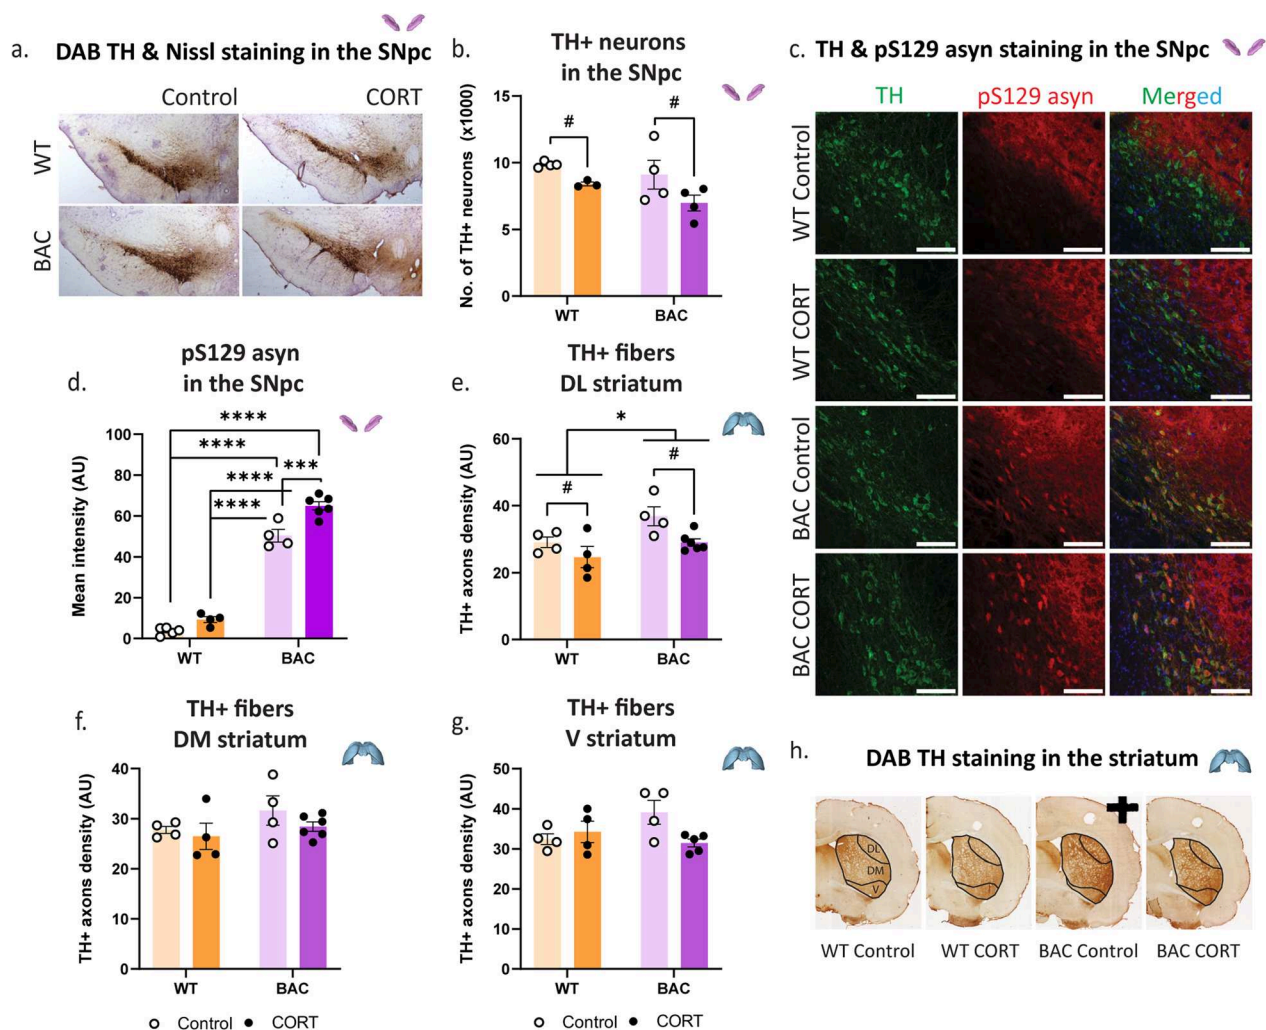 a.
DAB TH & Nissl staining in the SNpc
Control
CORT
WT
BAC
b.
TH+ neurons
in the SNpc
No. of TH+ neurons (x1000)
15
10
5
0
#
#
WT
BAC
c.
TH & pS129 asyn staining in the SNpc
TH
pS129 asyn
Merged
WT Control
WT CORT
BAC Control
BAC CORT
d.
pS129 asyn
in the SNpc
Mean intensity (AU)
100
80
60
40
20
0
****
****
***
****
****
WT
BAC
e.
TH+ fibers
DL striatum
TH+ axons density (AU)
60
40
20
0
*
#
#
WT
BAC
f.
TH+ fibers
DM striatum
TH+ axons density (AU)
40
30
20
10
0
WT
BAC
Control
CORT
g.
TH+ fibers
V striatum
TH+ axons density (AU)
50
40
30
20
10
0
WT
BAC
Control
CORT
h.
DAB TH staining in the striatum
DL
DM
V
WT Control
WT CORT
BAC Control
BAC CORT